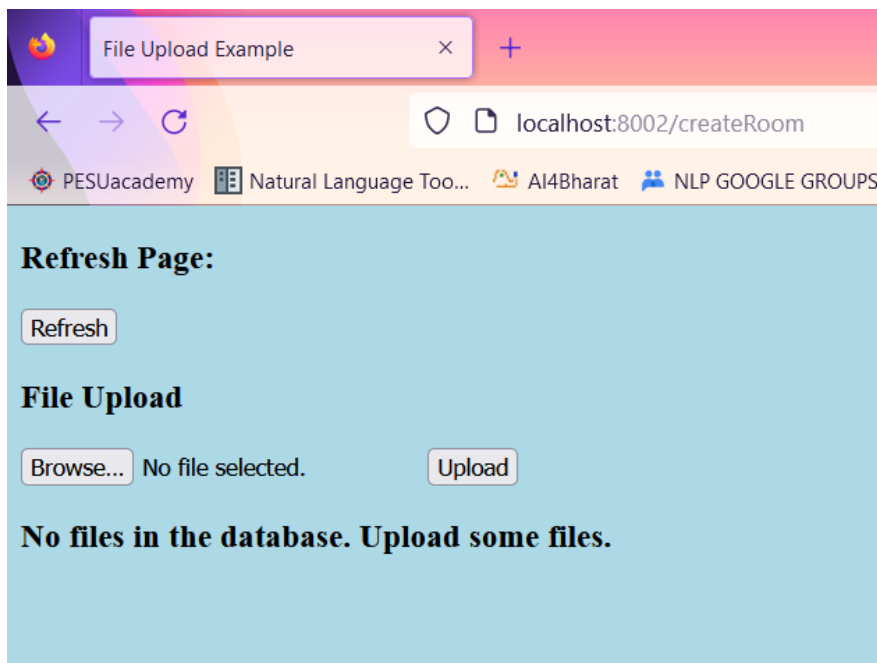 File Upload Example
localhost:8002/createRoom
PESUacademy Natural Language Too... AI4Bharat NLP GOOGLE GROUPS
Refresh Page:
Refresh
File Upload
Browse... No file selected. Upload
No files in the database. Upload some files.